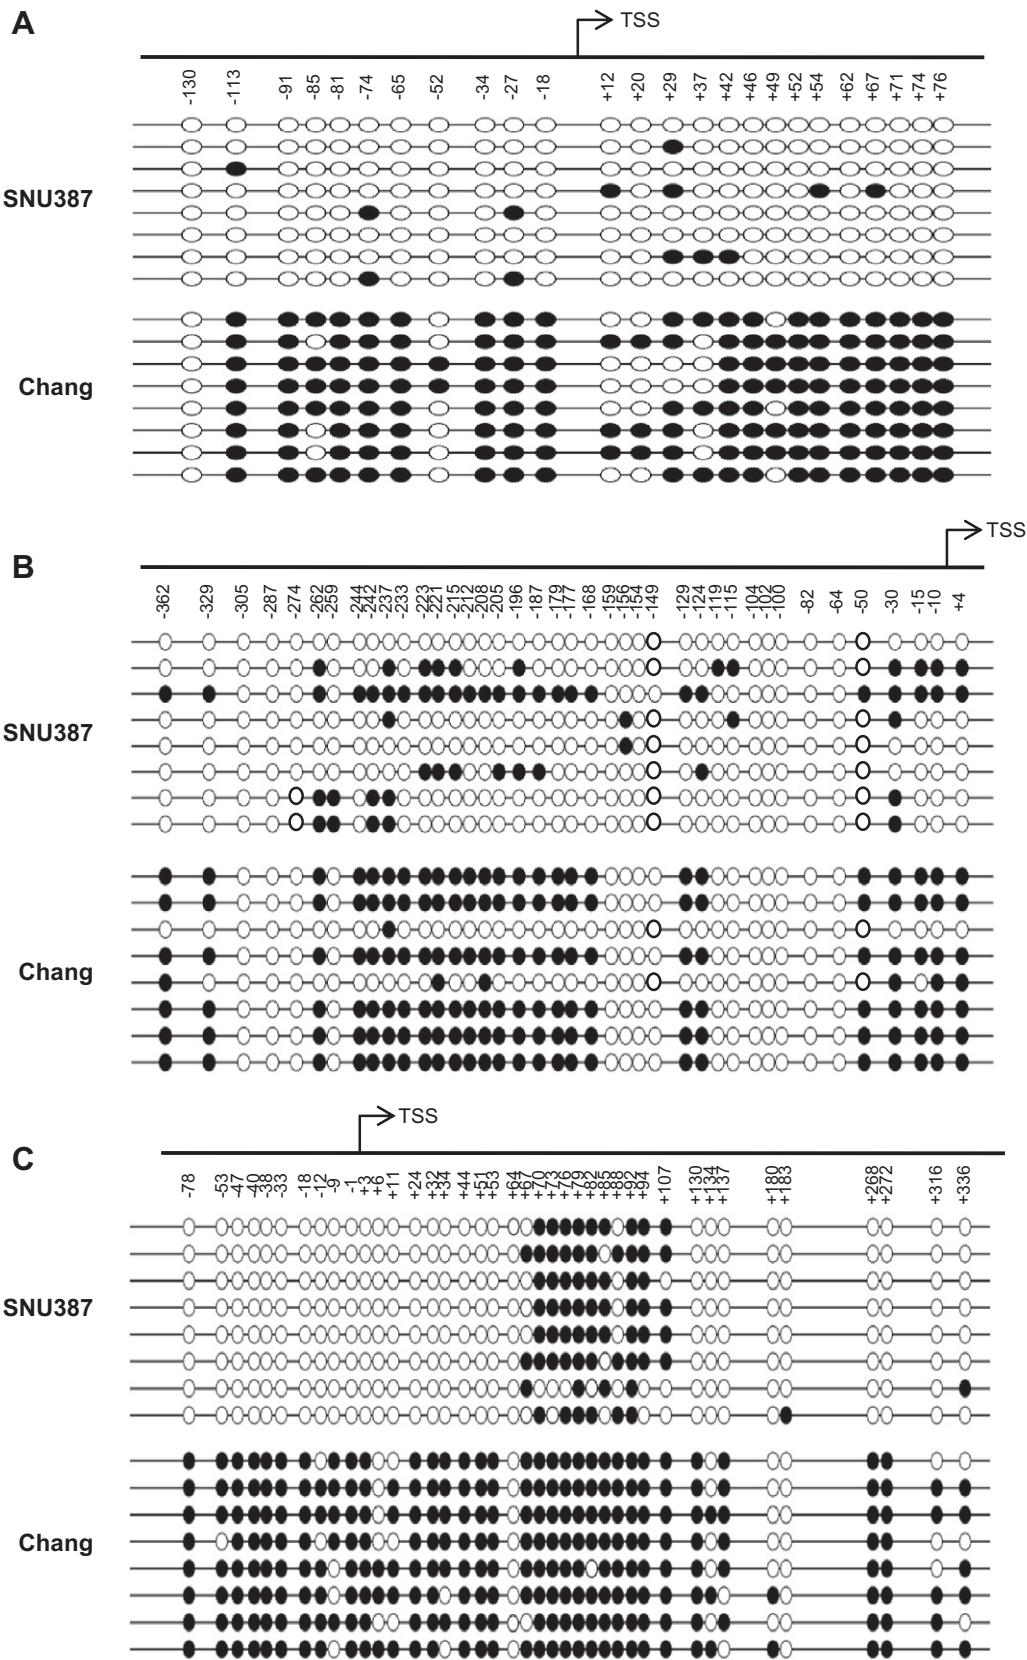 A
TSS
-130 -113 -91 -85 -81 -74 -65 -52 -34 -27 -18 +12 +20 +29 +37 +42 +46 +49 +52 +54 +62 +67 +71 +74 +76
SNU387
Chang
TSS
B
-362 -329 -305 -287 -274 -262 -259 -244 -242 -237 -233 -223 -221 -215 -212 -208 -205 -196 -187 -179 -177 -168 -159 -156 -154 -149 -129 -124 -119 -115 -104 -102 -100 -82 -64 -50 -30 -15 -10 +4
SNU387
Chang
TSS
C
-78 -53 -47 -40 -38 -33 -18 -12 -9 -1 +3 +6 +11 +24 +32 +34 +44 +51 +53 +64 +67 +70 +73 +76 +79 +82 +85 +88 +92 +94 +107 +130 +134 +137 +180 +183 +268 +272 +316 +336
SNU387
Chang